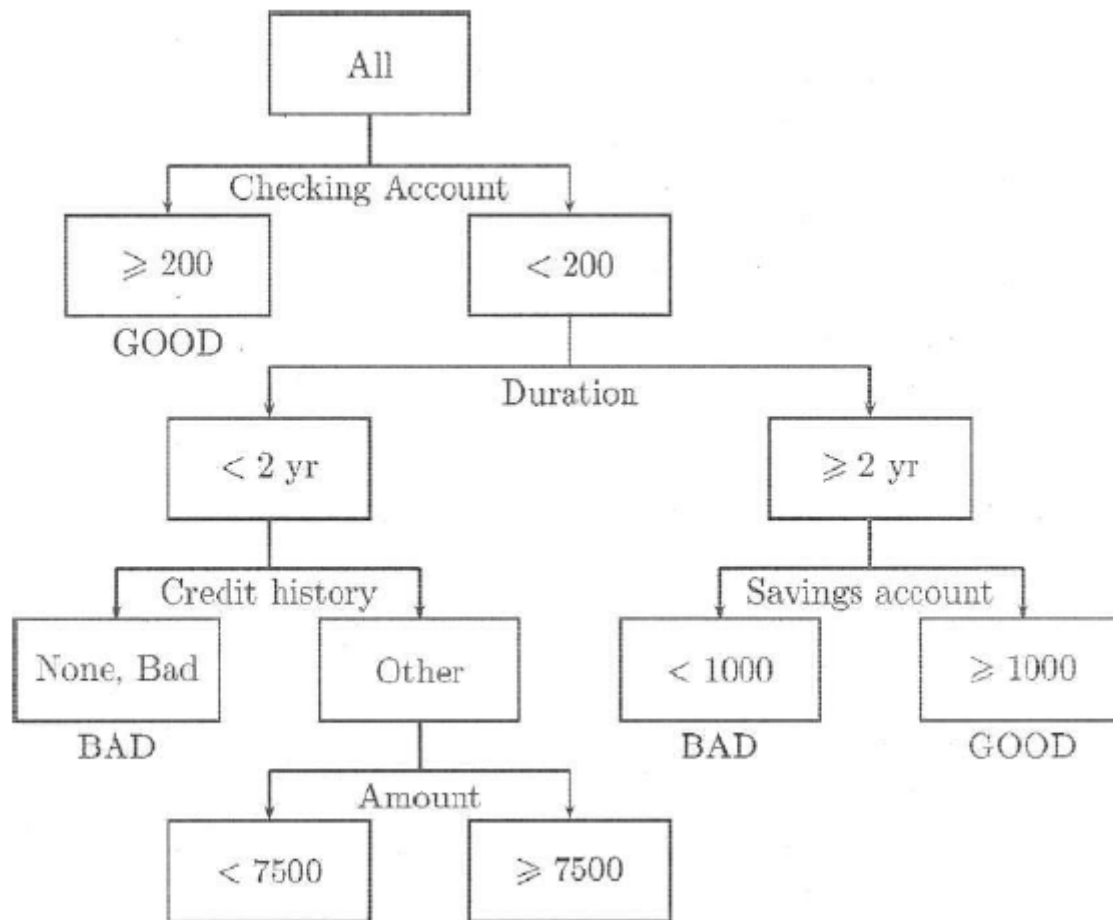 All
Checking Account
⩾ 200
< 200
GOOD
Duration
< 2 yr
⩾ 2 yr
Credit history
Savings account
None, Bad
Other
< 1000
⩾ 1000
BAD
BAD
GOOD
Amount
< 7500
⩾ 7500